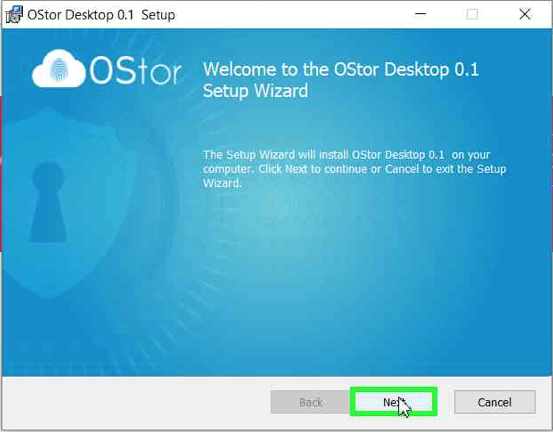 OStor Desktop 0.1 Setup
OStor
Welcome to the OStor Desktop 0.1
Setup Wizard
The Setup Wizard will install OStor Desktop 0.1 on your
computer. Click Next to continue or Cancel to exit the Setup
Wizard.
Back
Next
Cancel